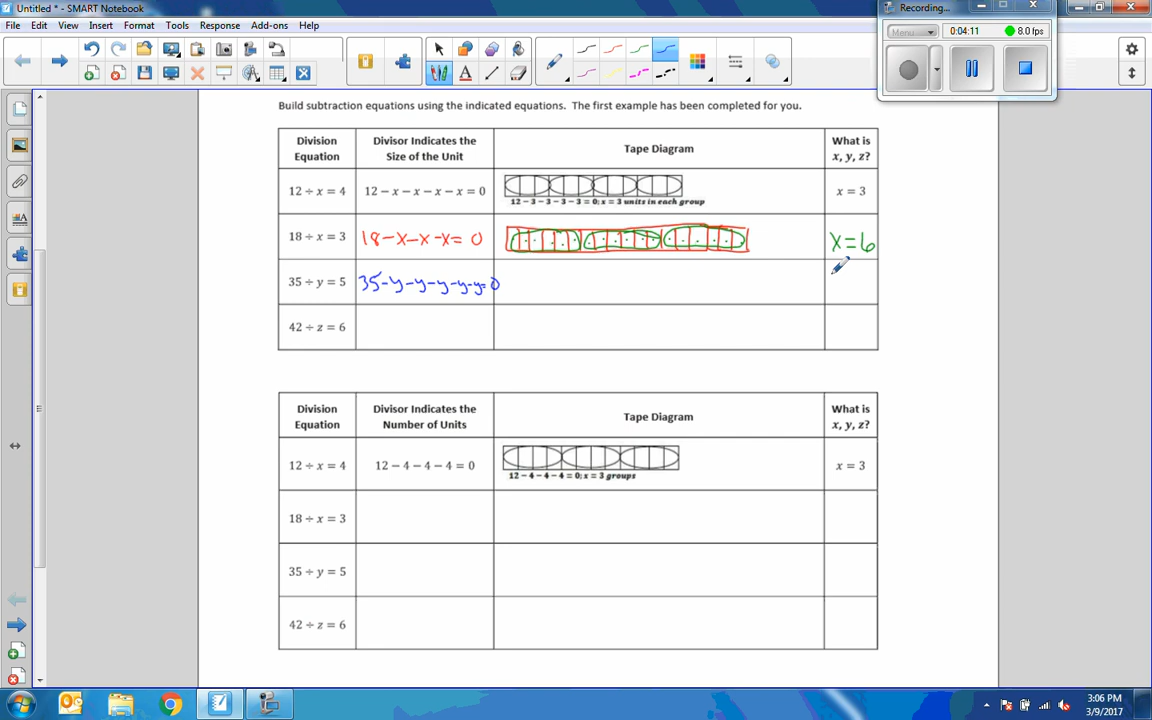 Untitled * - SMART Notebook
Recording...
File Edit View Insert Format Tools Response Add-ons Help
Menu 0:04:11 8.0 fps
Build subtraction equations using the indicated equations. The first example has been completed for you.
Division Equation Divisor Indicates the Size of the Unit Tape Diagram What is x, y, z?
12 ÷ x = 4 12 − x − x − x − x = 0 x = 3
12 − 3 − 3 − 3 − 3 = 0; x = 3 units in each group
18 ÷ x = 3 18-x-x-x= 0 x=6
35 ÷ y = 5 35-y-y-y-y-y=0
42 ÷ z = 6
Division Equation Divisor Indicates the Number of Units Tape Diagram What is x, y, z?
12 ÷ x = 4 12 − 4 − 4 − 4 = 0 x = 3
12 − 4 − 4 − 4 = 0; x = 3 groups
18 ÷ x = 3
35 ÷ y = 5
42 ÷ z = 6
3:06 PM
3/9/2017